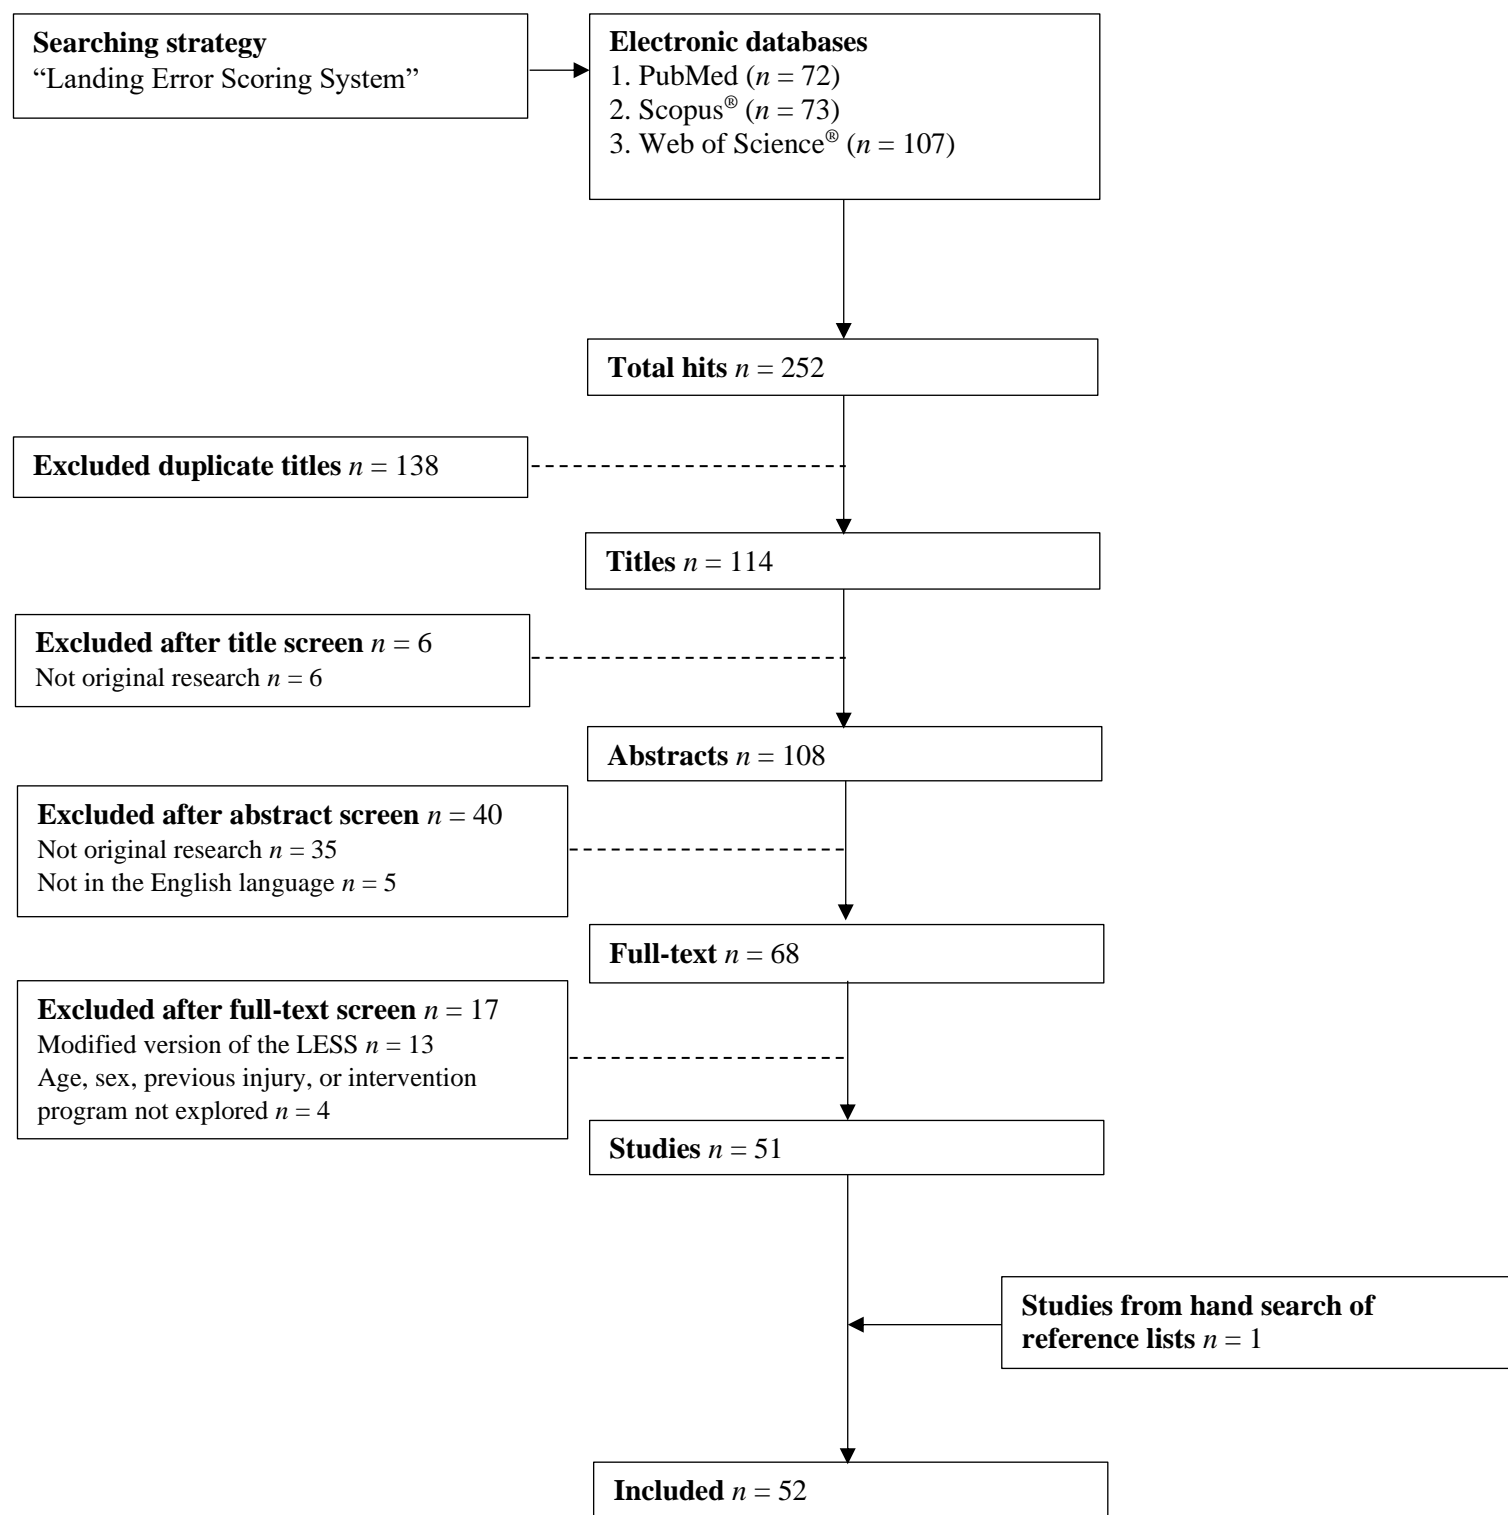 Searching strategy
“Landing Error Scoring System”
Electronic databases
1. PubMed (n = 72)
2. Scopus® (n = 73)
3. Web of Science® (n = 107)
Total hits n = 252
Excluded duplicate titles n = 138
Titles n = 114
Excluded after title screen n = 6
Not original research n = 6
Abstracts n = 108
Excluded after abstract screen n = 40
Not original research n = 35
Not in the English language n = 5
Full-text n = 68
Excluded after full-text screen n = 17
Modified version of the LESS n = 13
Age, sex, previous injury, or intervention
program not explored n = 4
Studies n = 51
Studies from hand search of
reference lists n = 1
Included n = 52